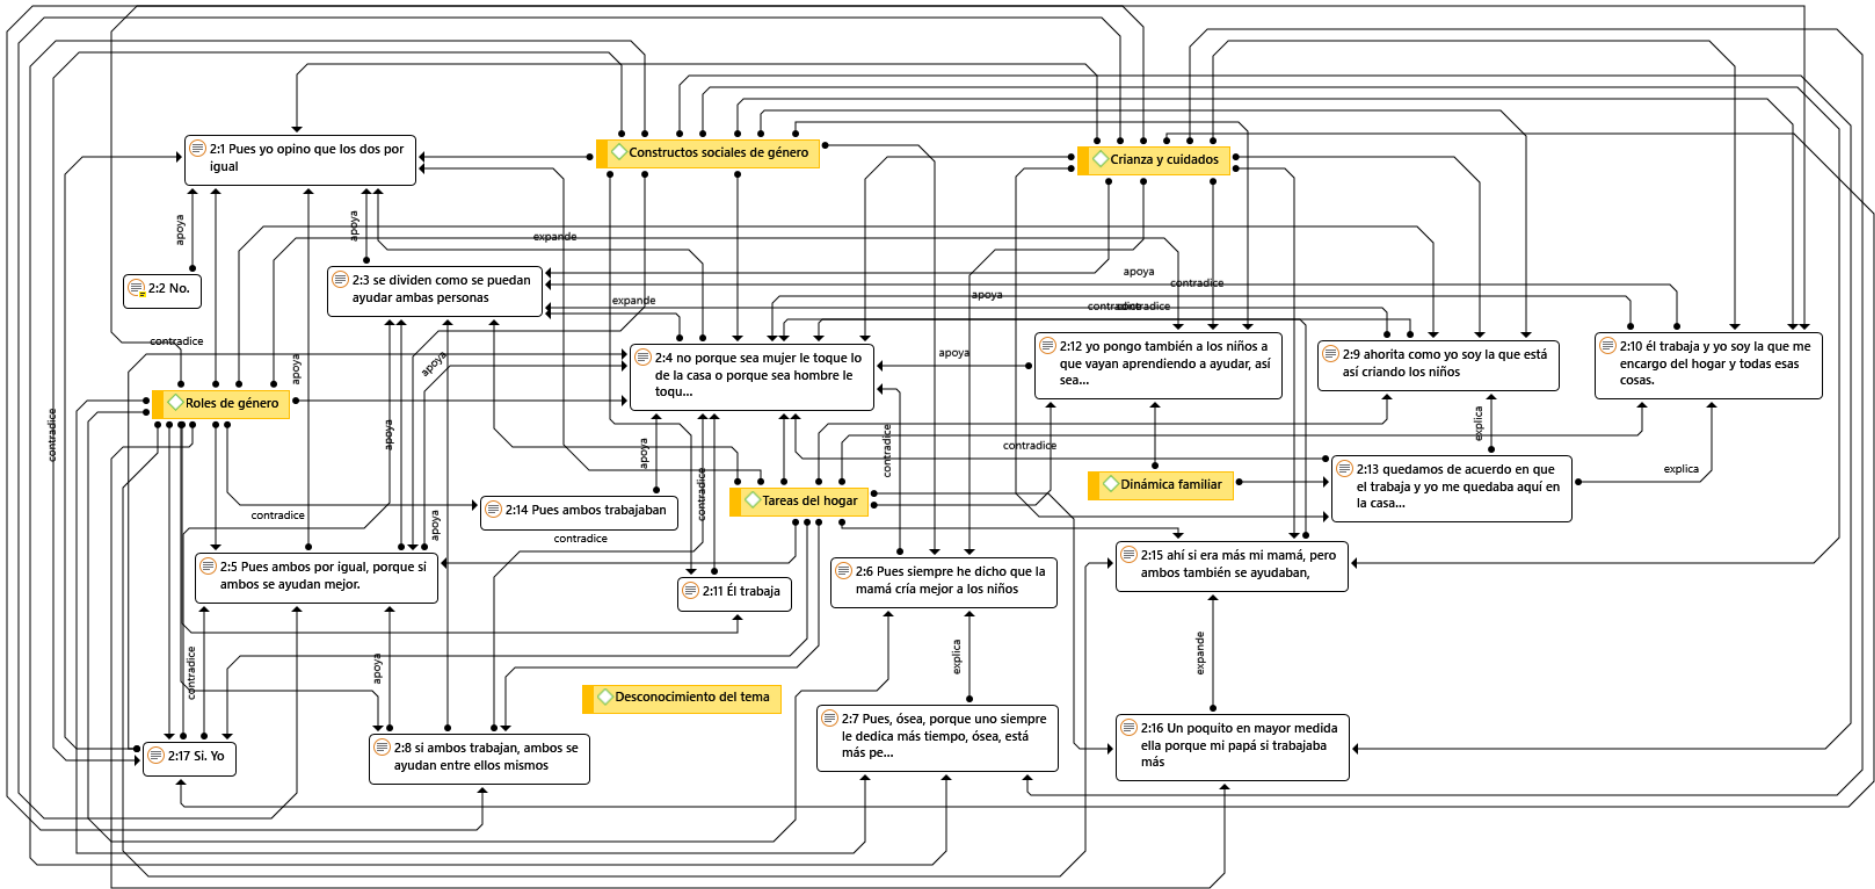 2:1 Pues yo opino que los dos por
igual
Constructos sociales de género
Crianza y cuidados
apoya
apoya
expande
2:2 No.
2:3 se dividen como se puedan
ayudar ambas personas
apoya
contradice
apoya
expande
contradice
contradice
contradice
2:4 no porque sea mujer le toque lo
de la casa o porque sea hombre le
toqu...
apoya
2:12 yo pongo también a los niños a
que vayan aprendiendo a ayudar, así
sea...
2:9 ahorita como yo soy la que está
así criando los niños
2:10 él trabaja y yo soy la que me
encargo del hogar y todas esas
cosas.
apoya
apoya
Roles de género
contradice
apoya
apoya
contradice
contradice
explica
contradice
Tareas del hogar
Dinámica familiar
2:13 quedamos de acuerdo en que
el trabaja y yo me quedaba aquí en
la casa...
explica
2:14 Pues ambos trabajaban
contradice
apoya
contradice
2:5 Pues ambos por igual, porque si
ambos se ayudan mejor.
2:11 Él trabaja
2:6 Pues siempre he dicho que la
mamá cría mejor a los niños
2:15 ahí si era más mi mamá, pero
ambos también se ayudaban,
contradice
apoya
explica
expande
Desconocimiento del tema
2:17 Si. Yo
2:8 si ambos trabajan, ambos se
ayudan entre ellos mismos
2:7 Pues, ósea, porque uno siempre
le dedica más tiempo, ósea, está
más pe...
2:16 Un poquito en mayor medida
ella porque mi papá si trabajaba
más